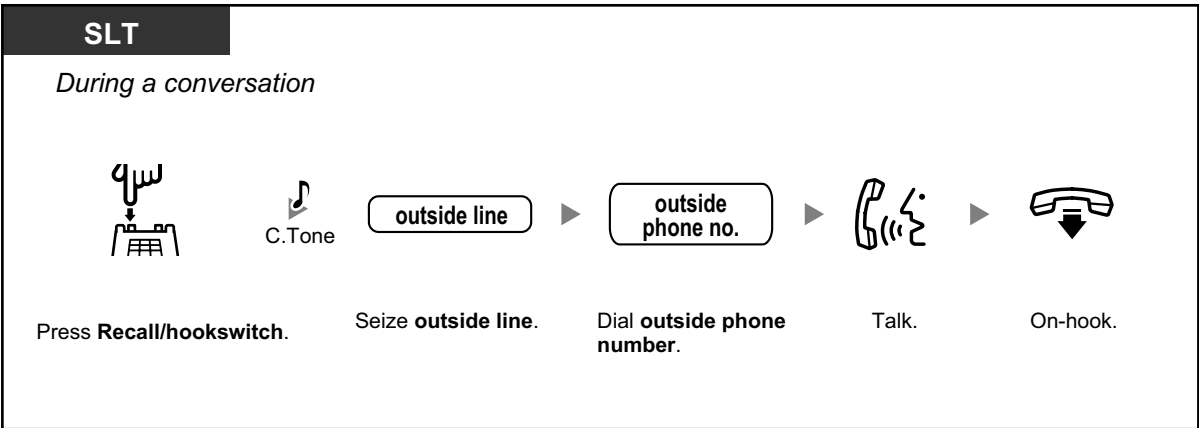 SLT
During a conversation
C.Tone
outside line
outside
phone no.
Press Recall/hookswitch.
Seize outside line.
Dial outside phone
number.
Talk.
On-hook.